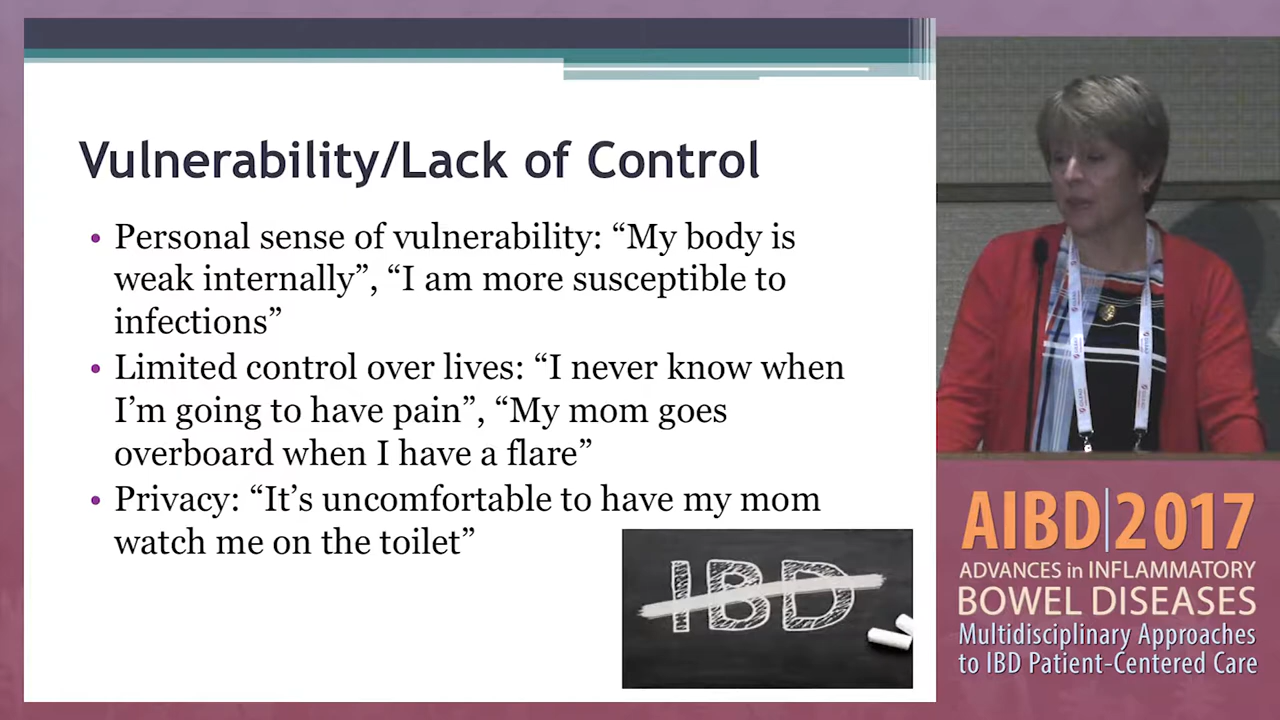 Vulnerability/Lack of Control
• Personal sense of vulnerability: “My body is
weak internally”, “I am more susceptible to
infections”
• Limited control over lives: “I never know when
I’m going to have pain”, “My mom goes
overboard when I have a flare”
• Privacy: “It’s uncomfortable to have my mom
watch me on the toilet”
IBD
AIBD|2017
ADVANCES in INFLAMMATORY
BOWEL DISEASES
Multidisciplinary Approaches
to IBD Patient-Centered Care